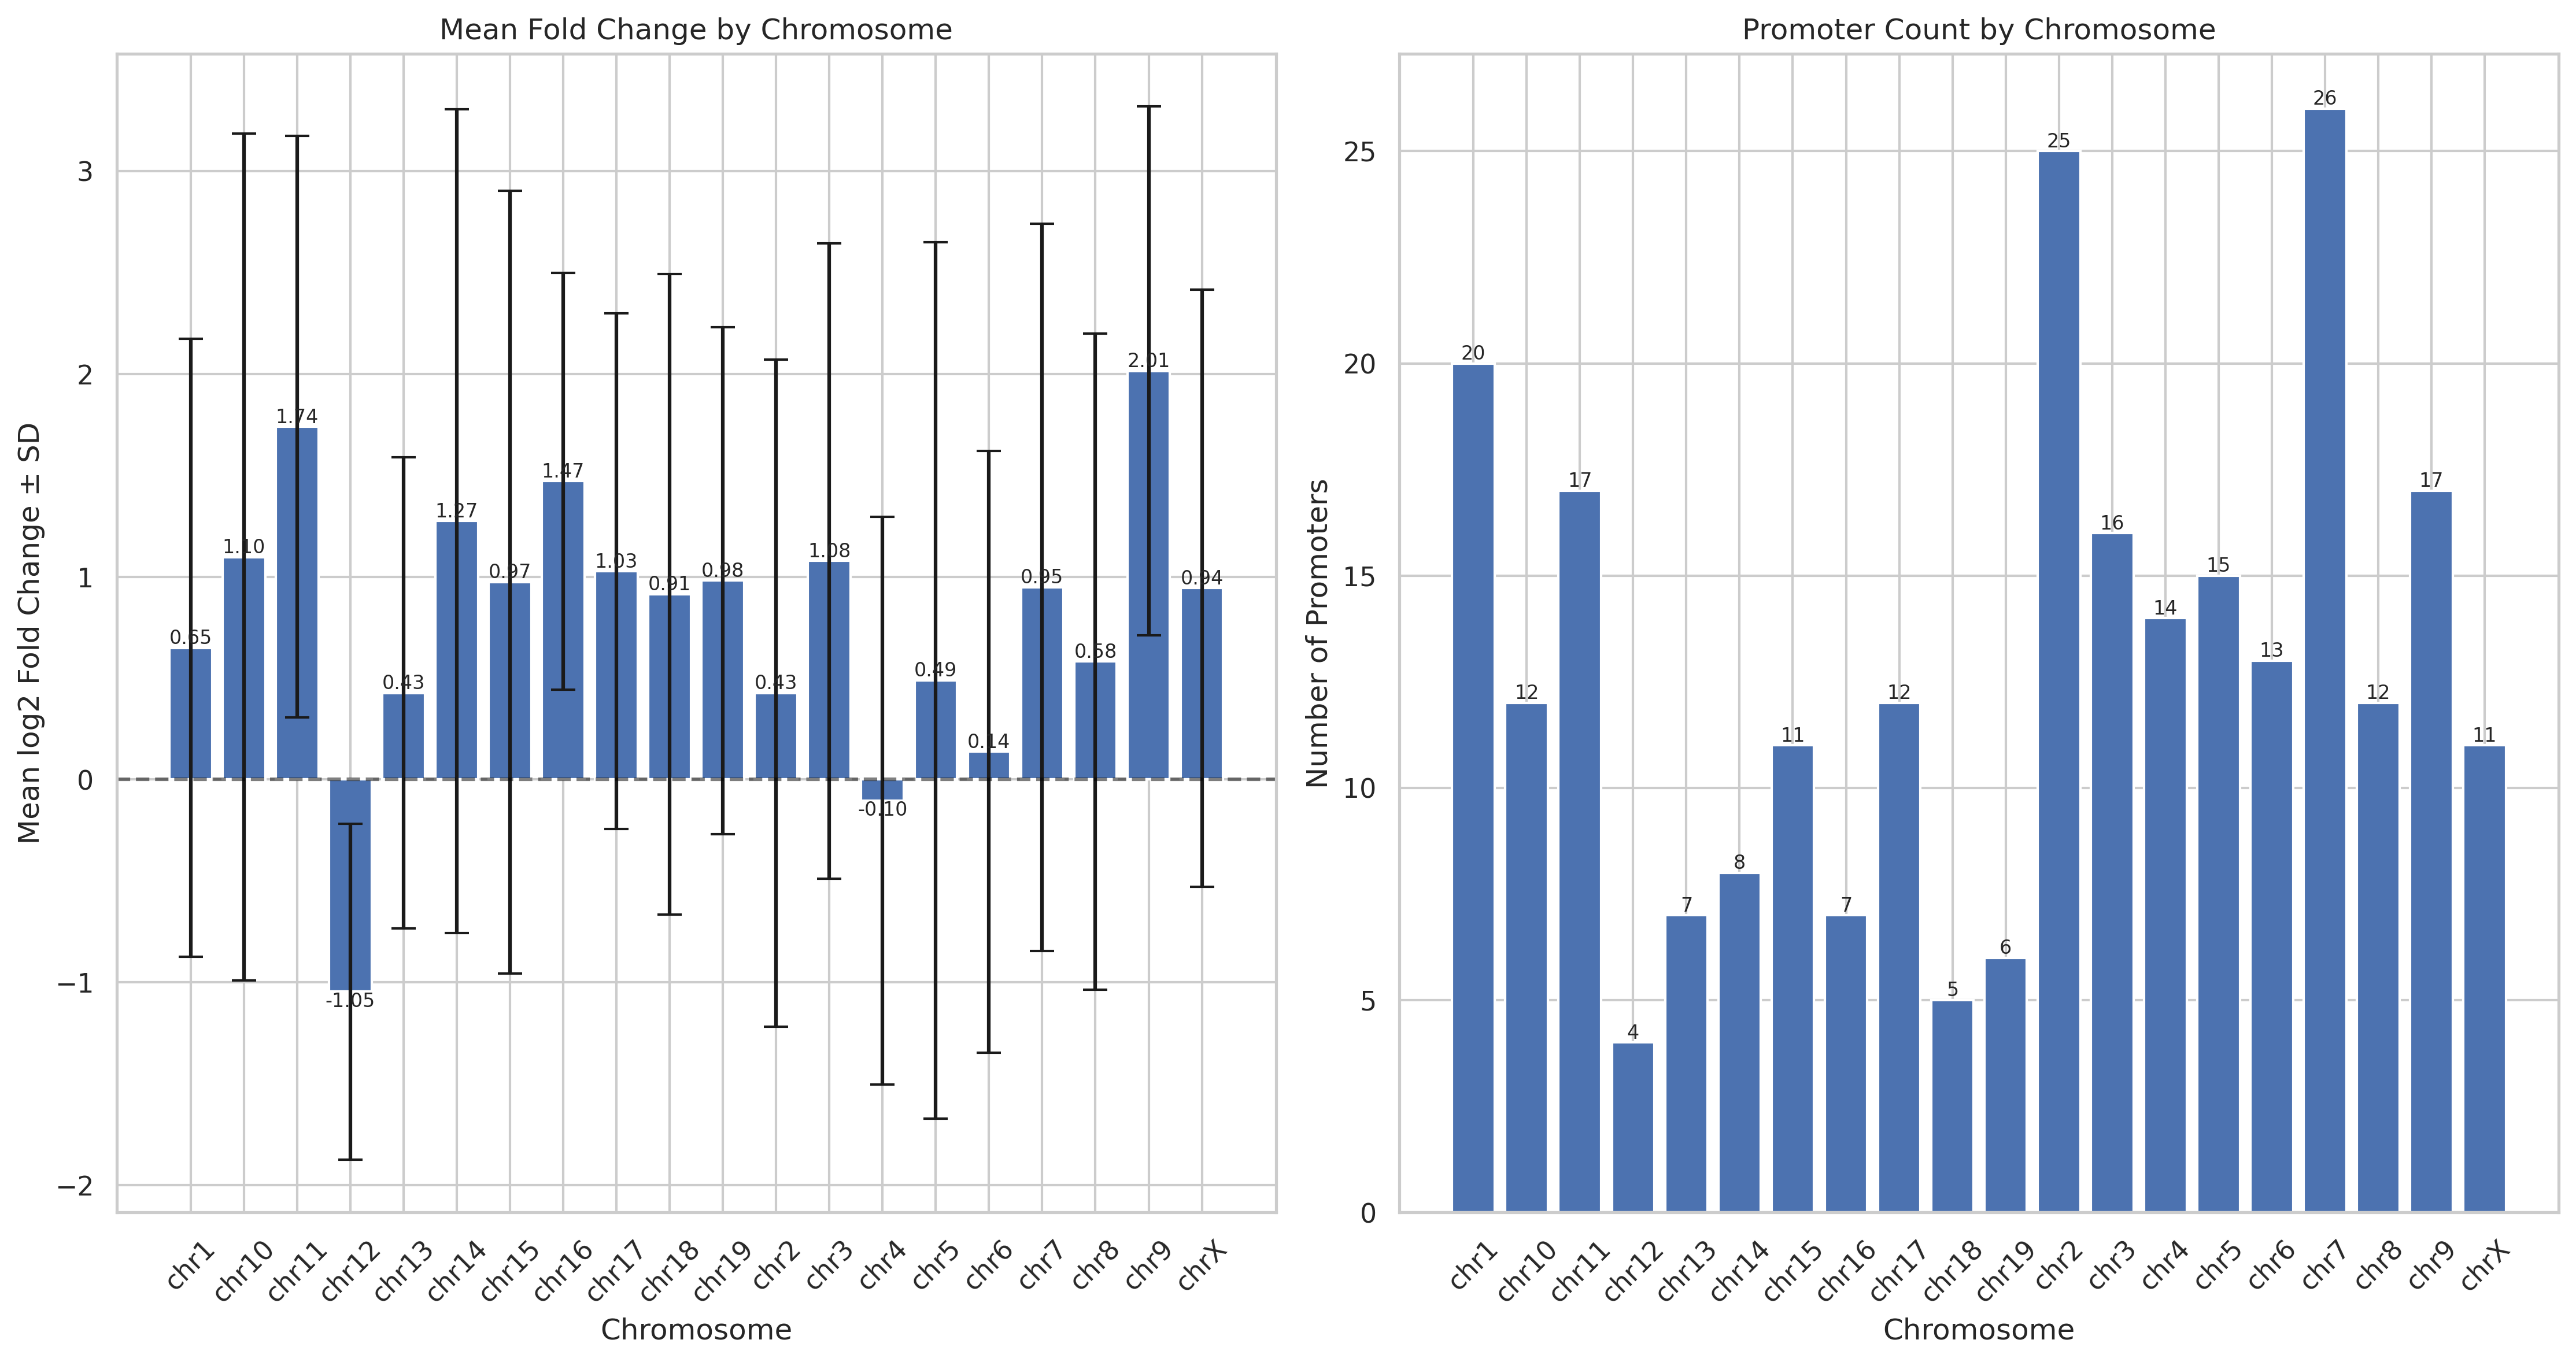 Mean Fold Change by Chromosome
Mean log2 Fold Change ± SD
3
2
1
0
−1
−2
0.65
1.10
1.74
-1.05
0.43
1.27
0.97
1.47
1.03
0.91
0.98
0.43
1.08
-0.10
0.49
0.14
0.95
0.58
2.01
0.94
chr1
chr10
chr11
chr12
chr13
chr14
chr15
chr16
chr17
chr18
chr19
chr2
chr3
chr4
chr5
chr6
chr7
chr8
chr9
chrX
Chromosome
Promoter Count by Chromosome
Number of Promoters
25
20
15
10
5
0
20
12
17
4
7
8
11
7
12
5
6
25
16
14
15
13
26
12
17
11
chr1
chr10
chr11
chr12
chr13
chr14
chr15
chr16
chr17
chr18
chr19
chr2
chr3
chr4
chr5
chr6
chr7
chr8
chr9
chrX
Chromosome